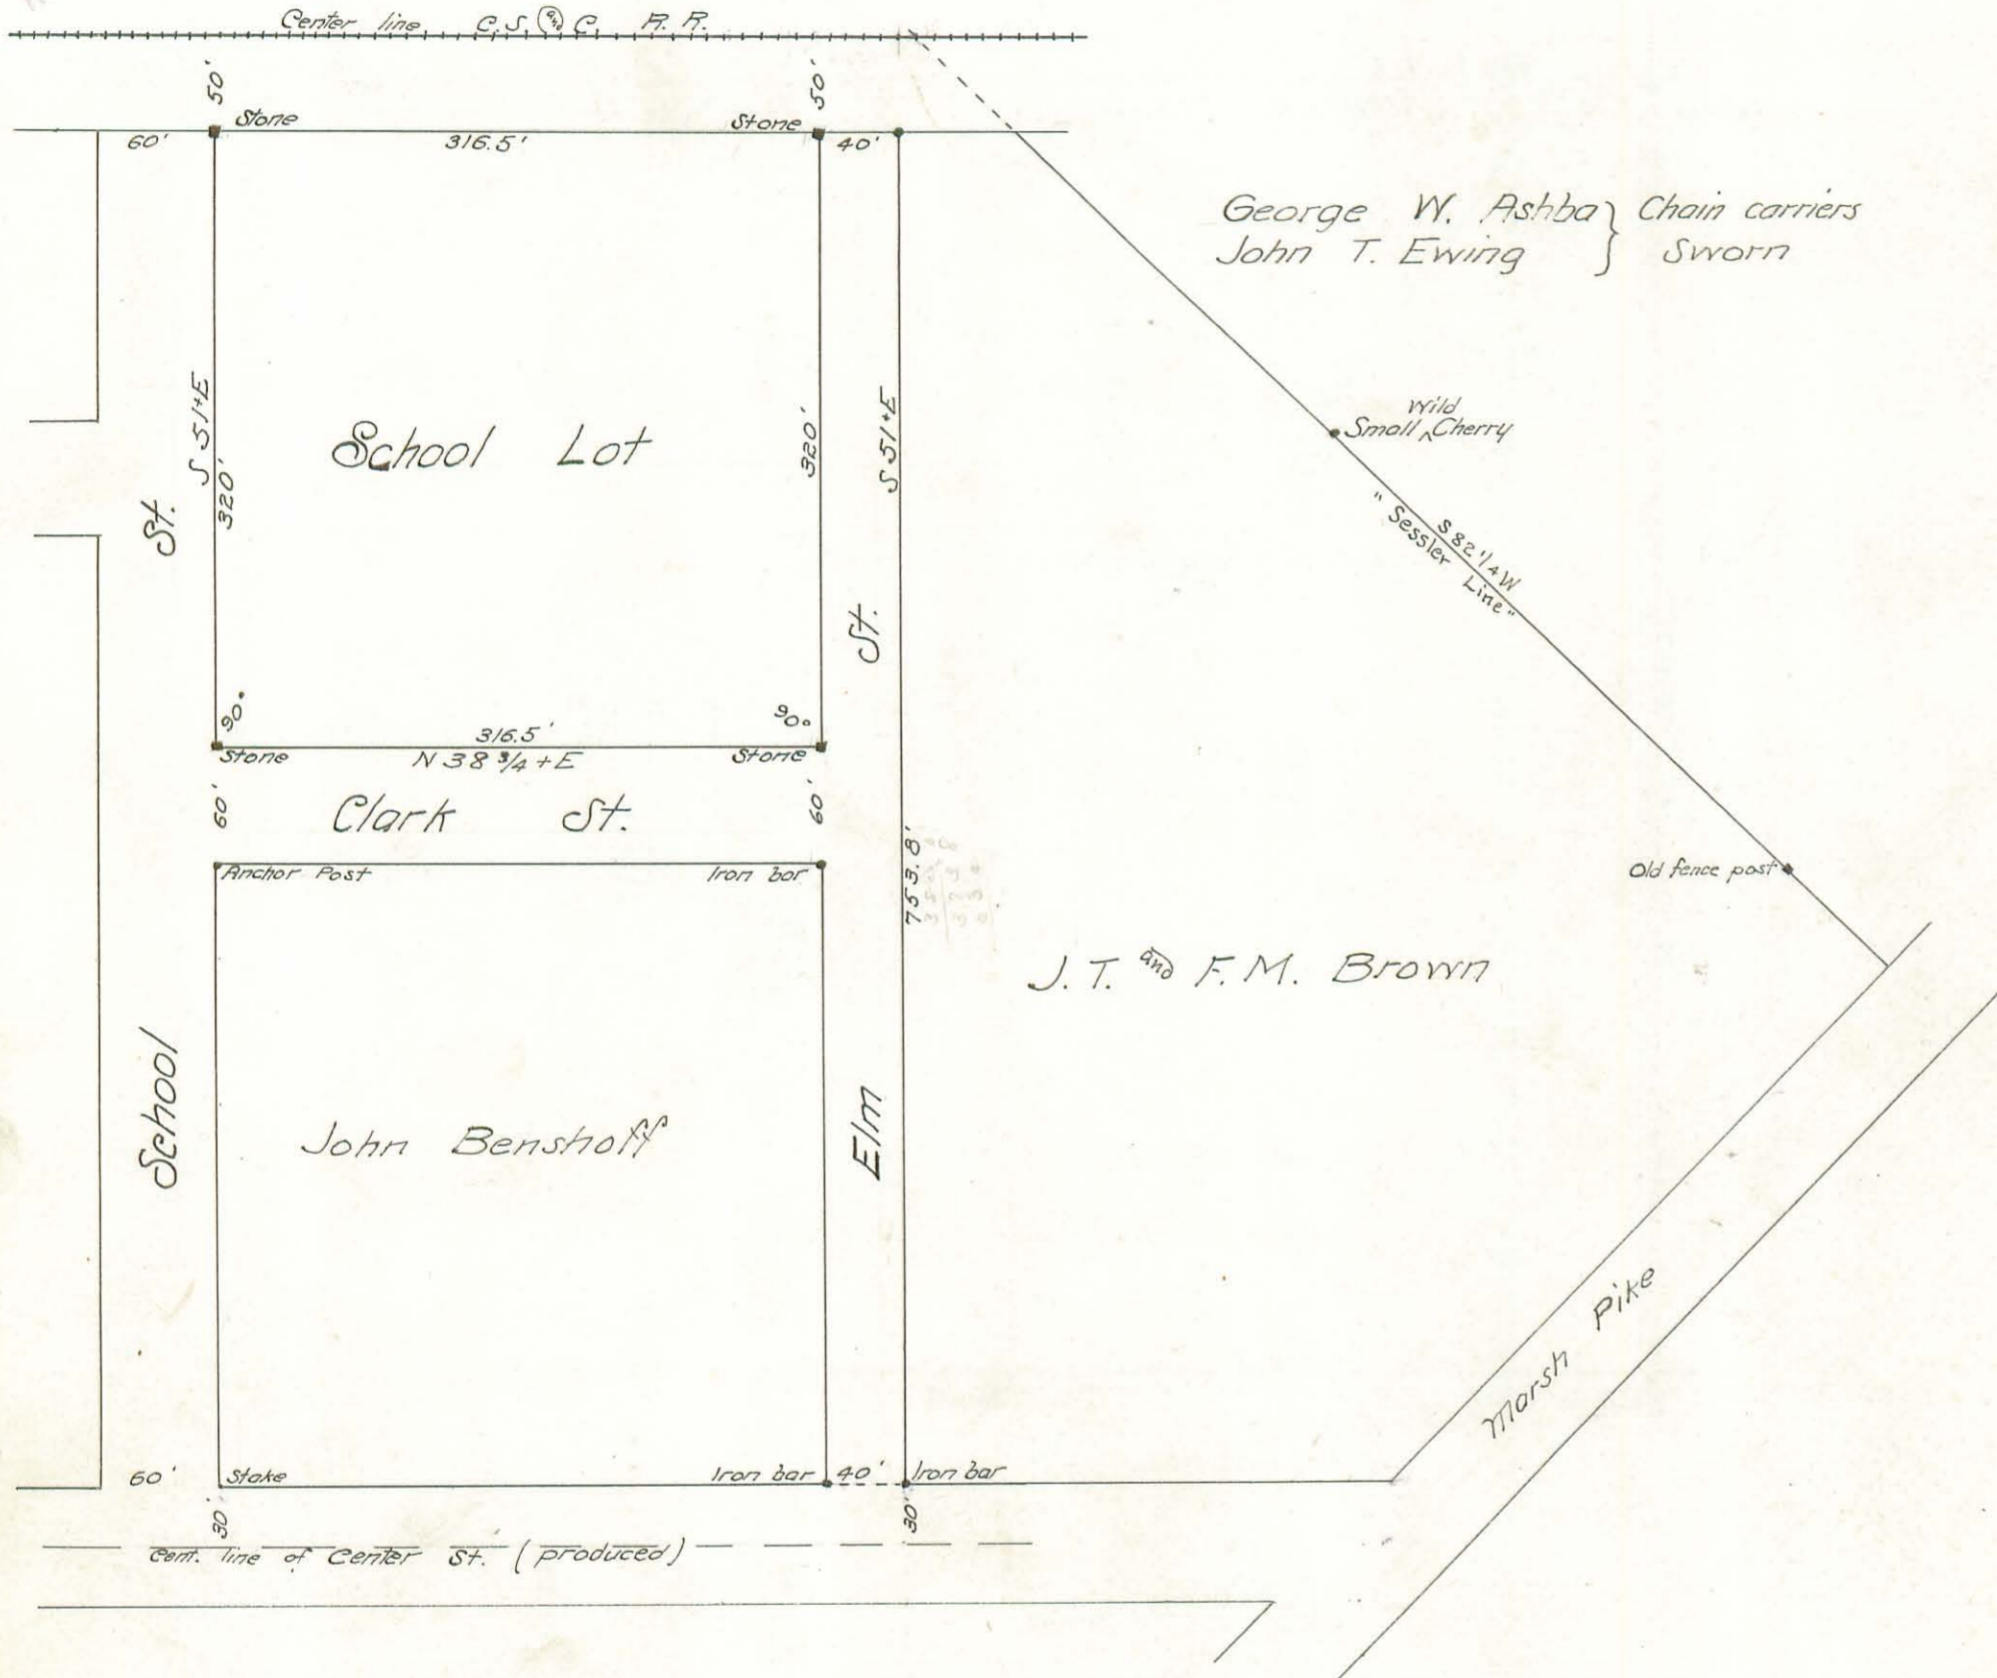 Center line C.S. and C. R. R.
50'
50'
Stone
Stone
60'
316.5'
40'
George W. Ashba } Chain carriers
John T. Ewing } Sworn
S 51+E
320'
School Lot
320'
S 51+E
Wild
Small ^ Cherry
S 82 1/4 W
"Sessler Line"
St.
St.
90°
90°
316.5'
Stone
N 38 3/4 + E
Stone
60'
Clark St.
60'
753.8'
Anchor Post
Iron bar
Old fence post
J. T. and F. M. Brown
School
John Benshoff
Elm
Marsh Pike
60'
Stake
Iron bar
40'
Iron bar
30'
30'
Cent. line of Center St. (produced)